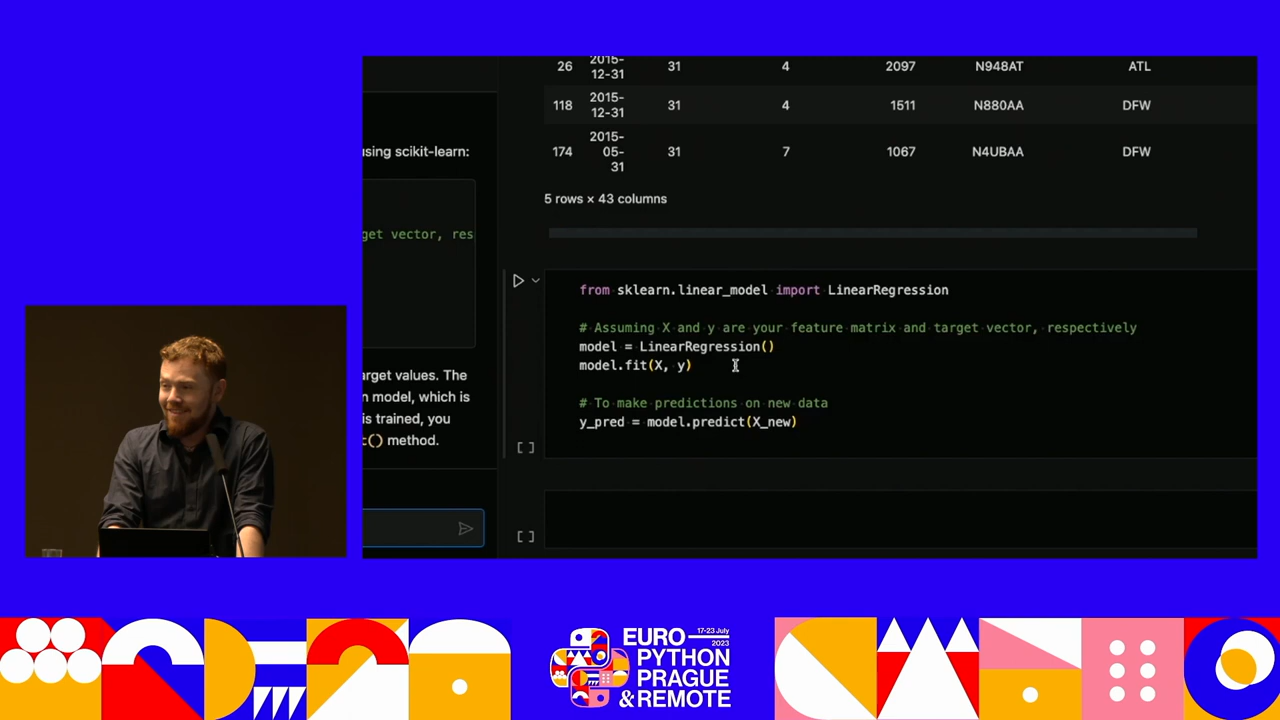 26 2015-12-31 31 4 2097 N948AT ATL
118 2015-12-31 31 4 1511 N880AA DFW
174 2015-05-31 31 7 1067 N4UBAA DFW
5 rows × 43 columns
using scikit-learn:
get vector, res
arget values. The
n model, which is
is trained, you
t() method.
from sklearn.linear_model import LinearRegression
# Assuming X and y are your feature matrix and target vector, respectively
model = LinearRegression()
model.fit(X, y)
# To make predictions on new data
y_pred = model.predict(X_new)
[ ]
[ ]
EURO 17-23 July 2023
PYTHON
PRAGUE
& REMOTE